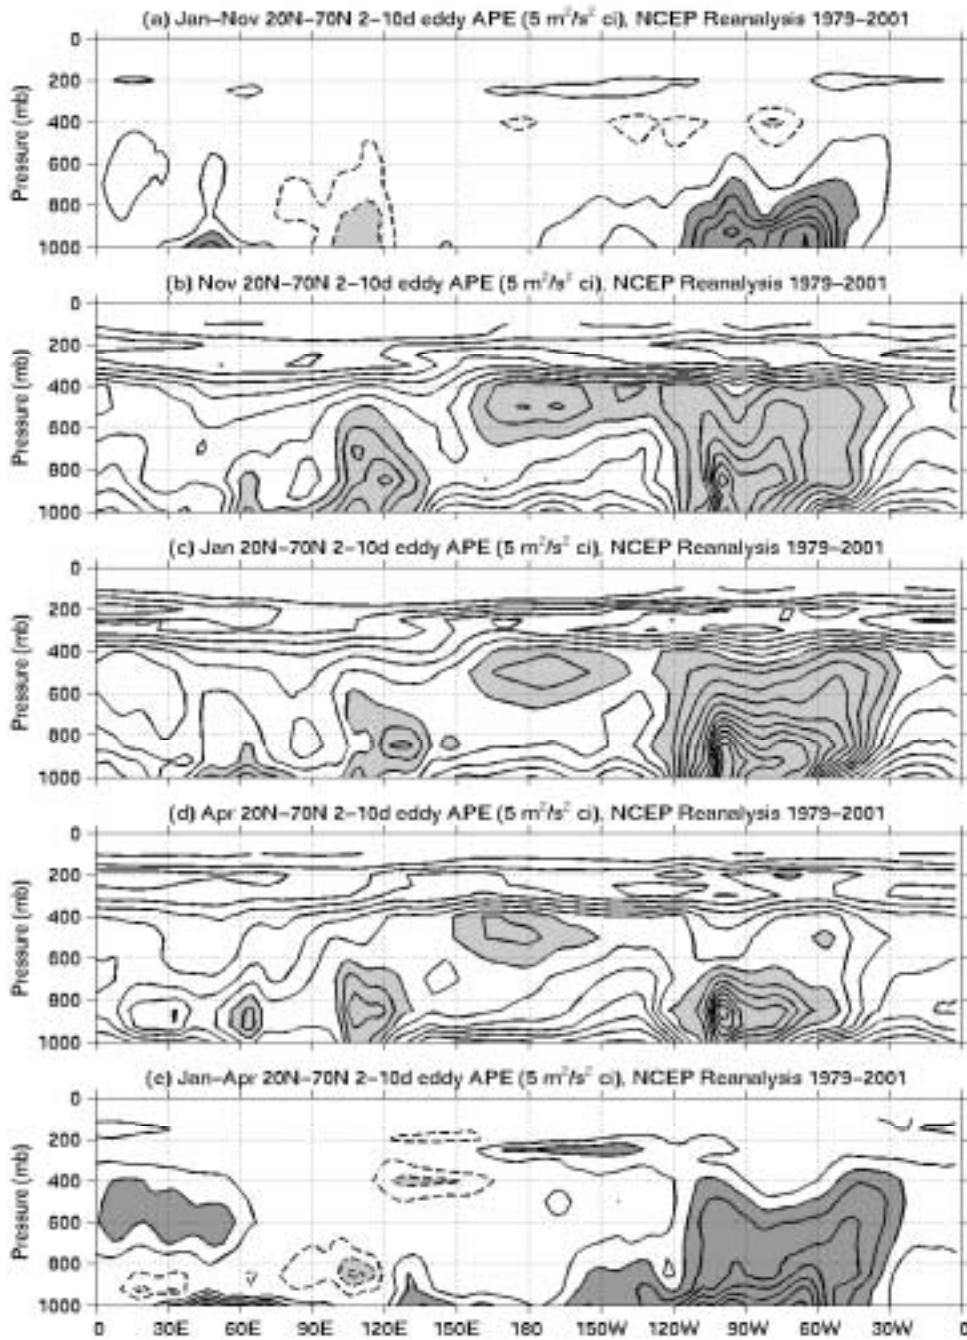 (a) Jan–Nov 20N–70N 2–10d eddy APE (5 m²/s² ci), NCEP Reanalysis 1979–2001
0
200
400
600
800
1000
Pressure (mb)
(b) Nov 20N–70N 2–10d eddy APE (5 m²/s² ci), NCEP Reanalysis 1979–2001
0
200
400
600
800
1000
Pressure (mb)
(c) Jan 20N–70N 2–10d eddy APE (5 m²/s² ci), NCEP Reanalysis 1979–2001
0
200
400
600
800
1000
Pressure (mb)
(d) Apr 20N–70N 2–10d eddy APE (5 m²/s² ci), NCEP Reanalysis 1979–2001
0
200
400
600
800
1000
Pressure (mb)
(e) Jan–Apr 20N–70N 2–10d eddy APE (5 m²/s² ci), NCEP Reanalysis 1979–2001
0
200
400
600
800
1000
Pressure (mb)
0 30E 60E 90E 120E 150E 180 150W 120W 90W 60W 30W 0